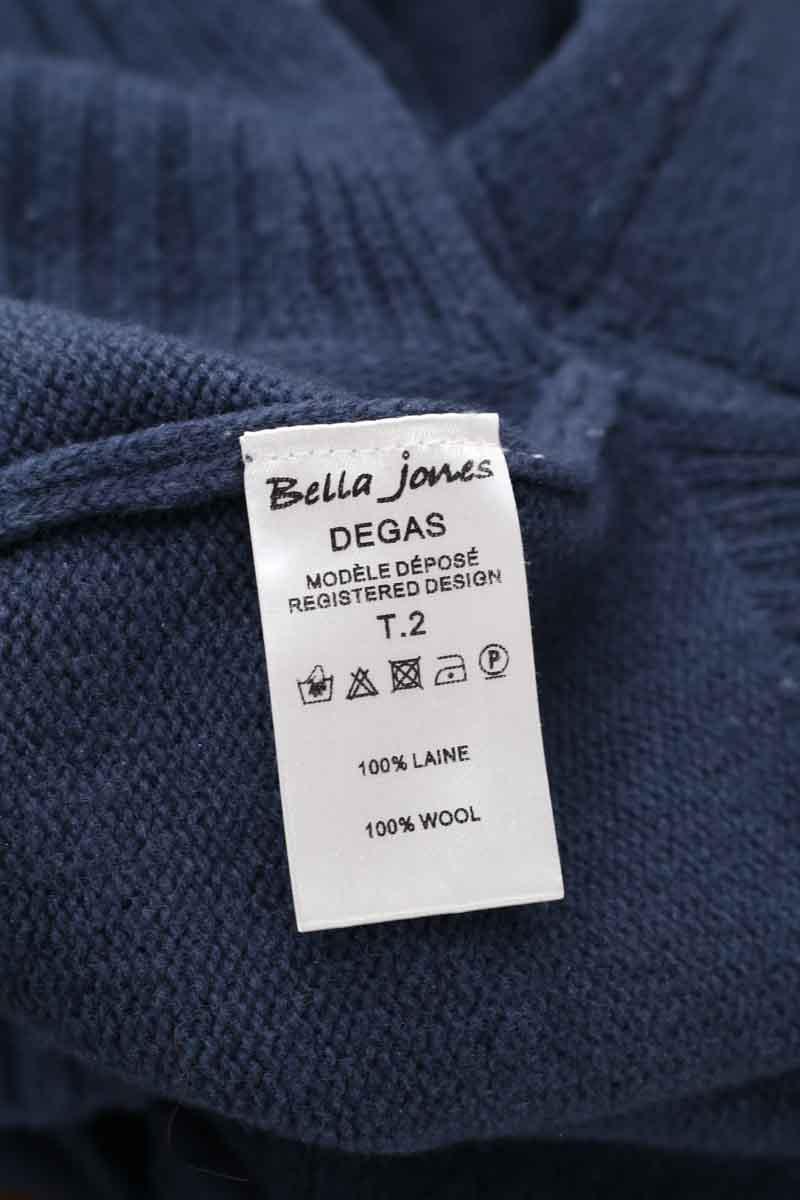 Bella jones
DEGAS
MODÈLE DÉPOSÉ
REGISTERED DESIGN
T.2
P
100% LAINE
100% WOOL